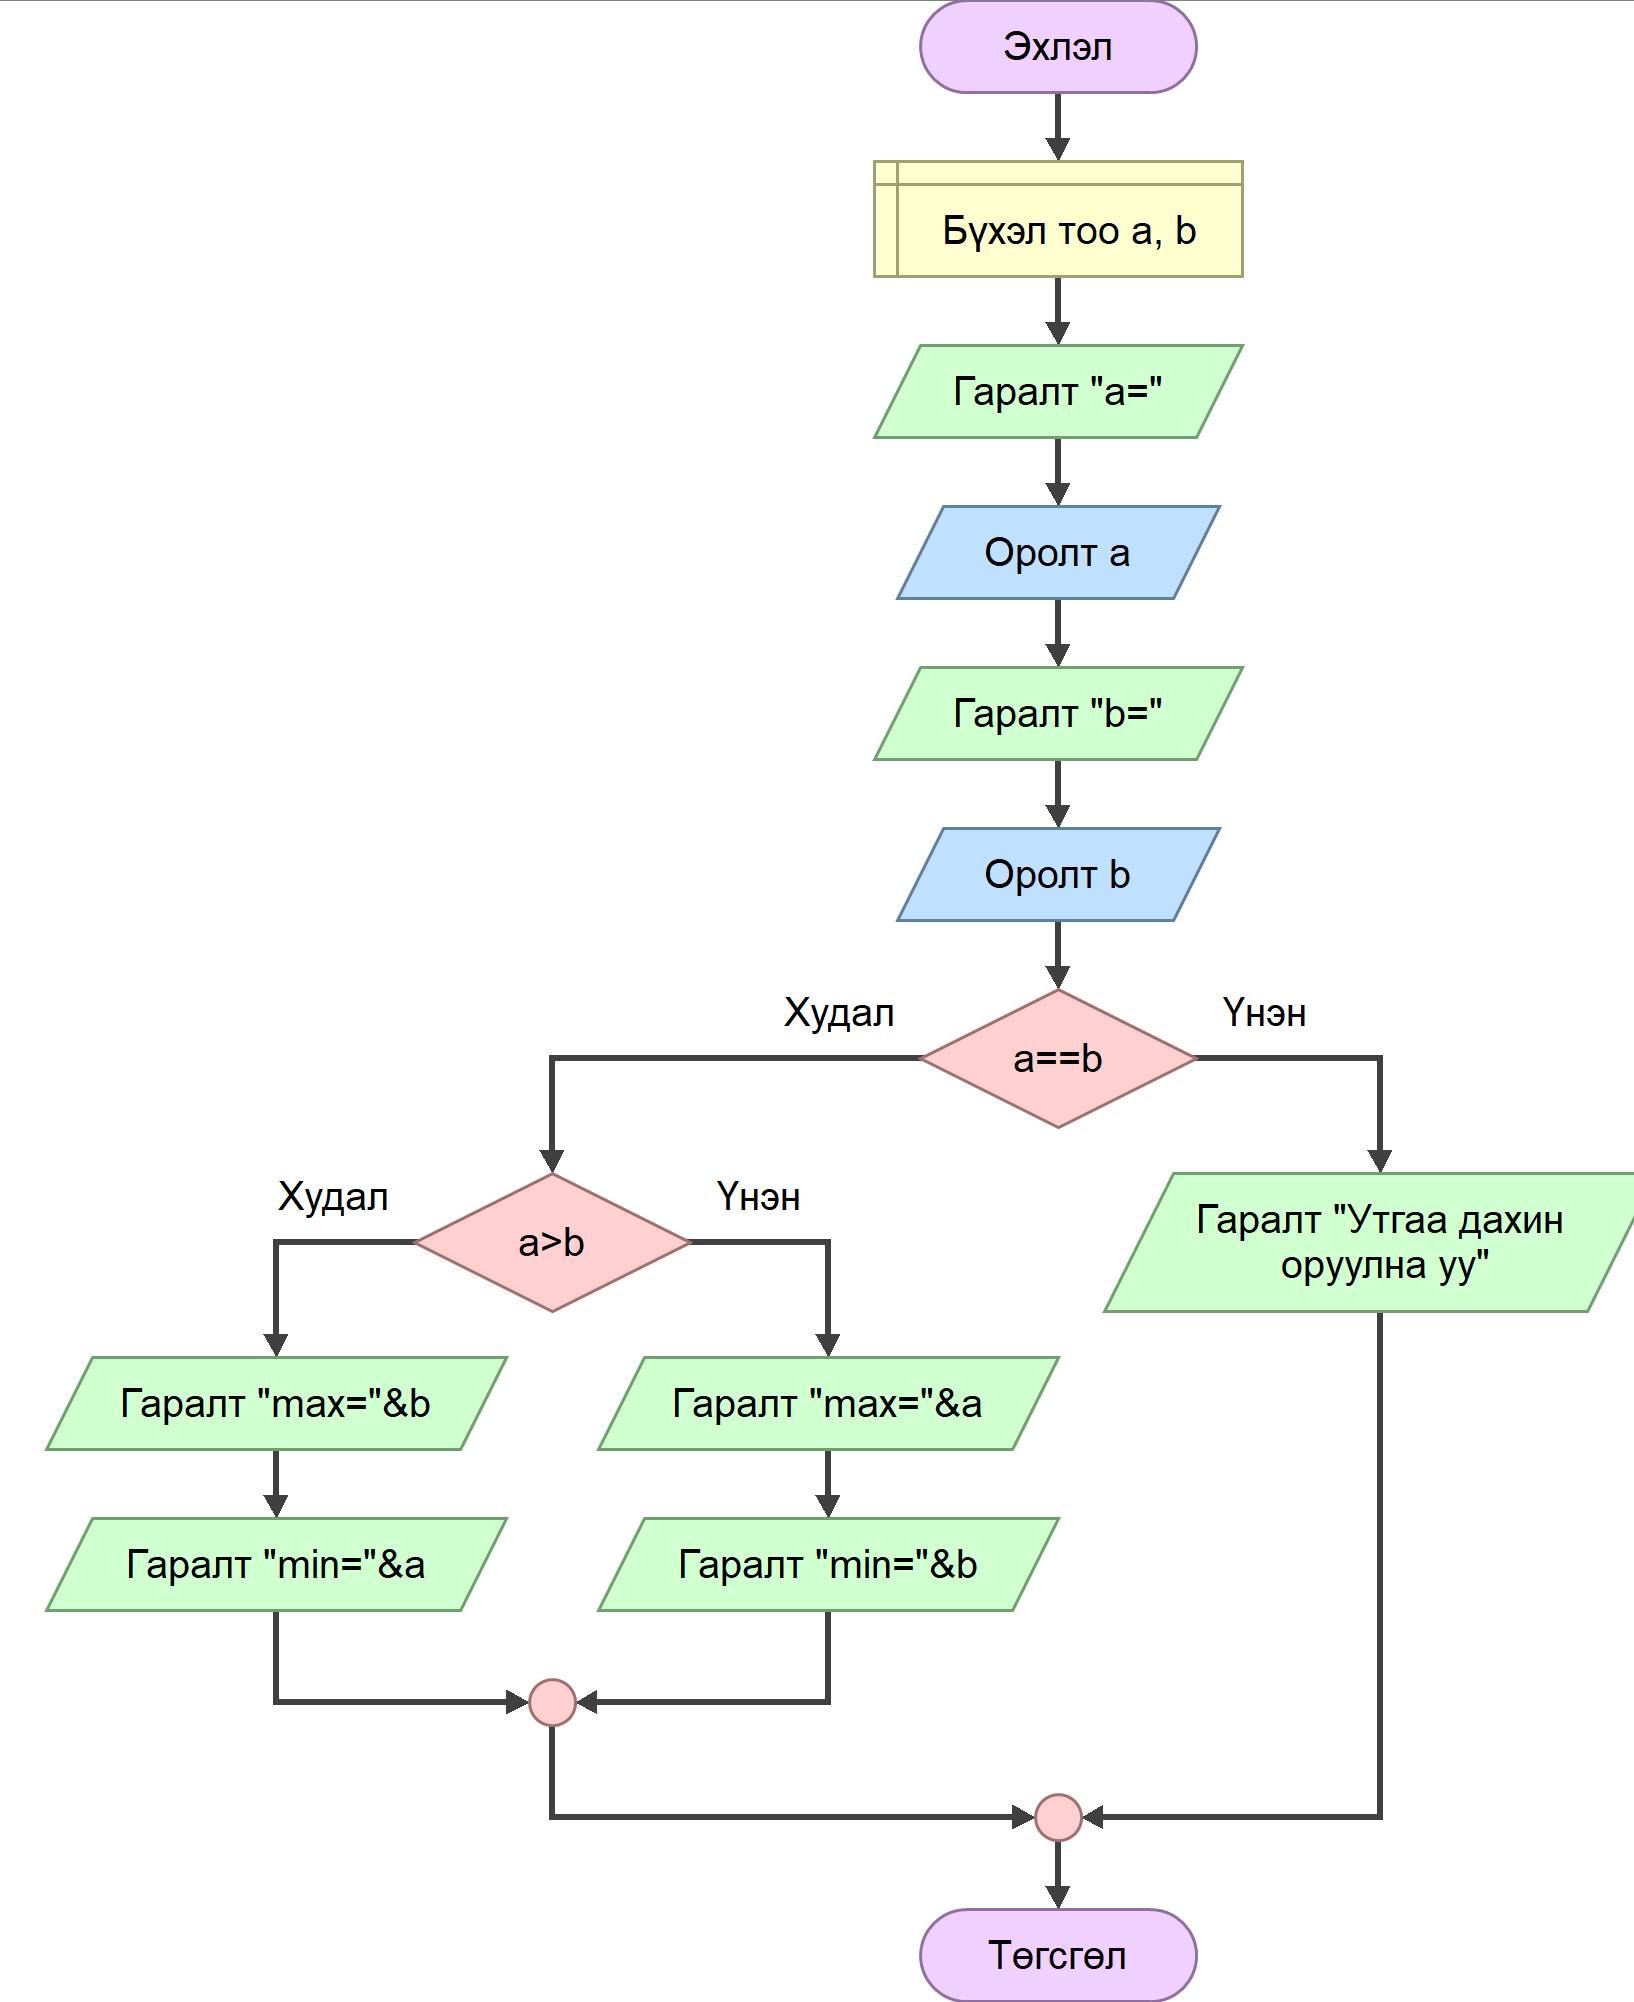 Эхлэл
Бүхэл тоо a, b
Гаралт "a="
Оролт a
Гаралт "b="
Оролт b
Худал
Үнэн
a==b
Худал
Үнэн
a>b
Гаралт "Утгаа дахин
оруулна уу"
Гаралт "max="&b
Гаралт "max="&a
Гаралт "min="&a
Гаралт "min="&b
Төгсгөл